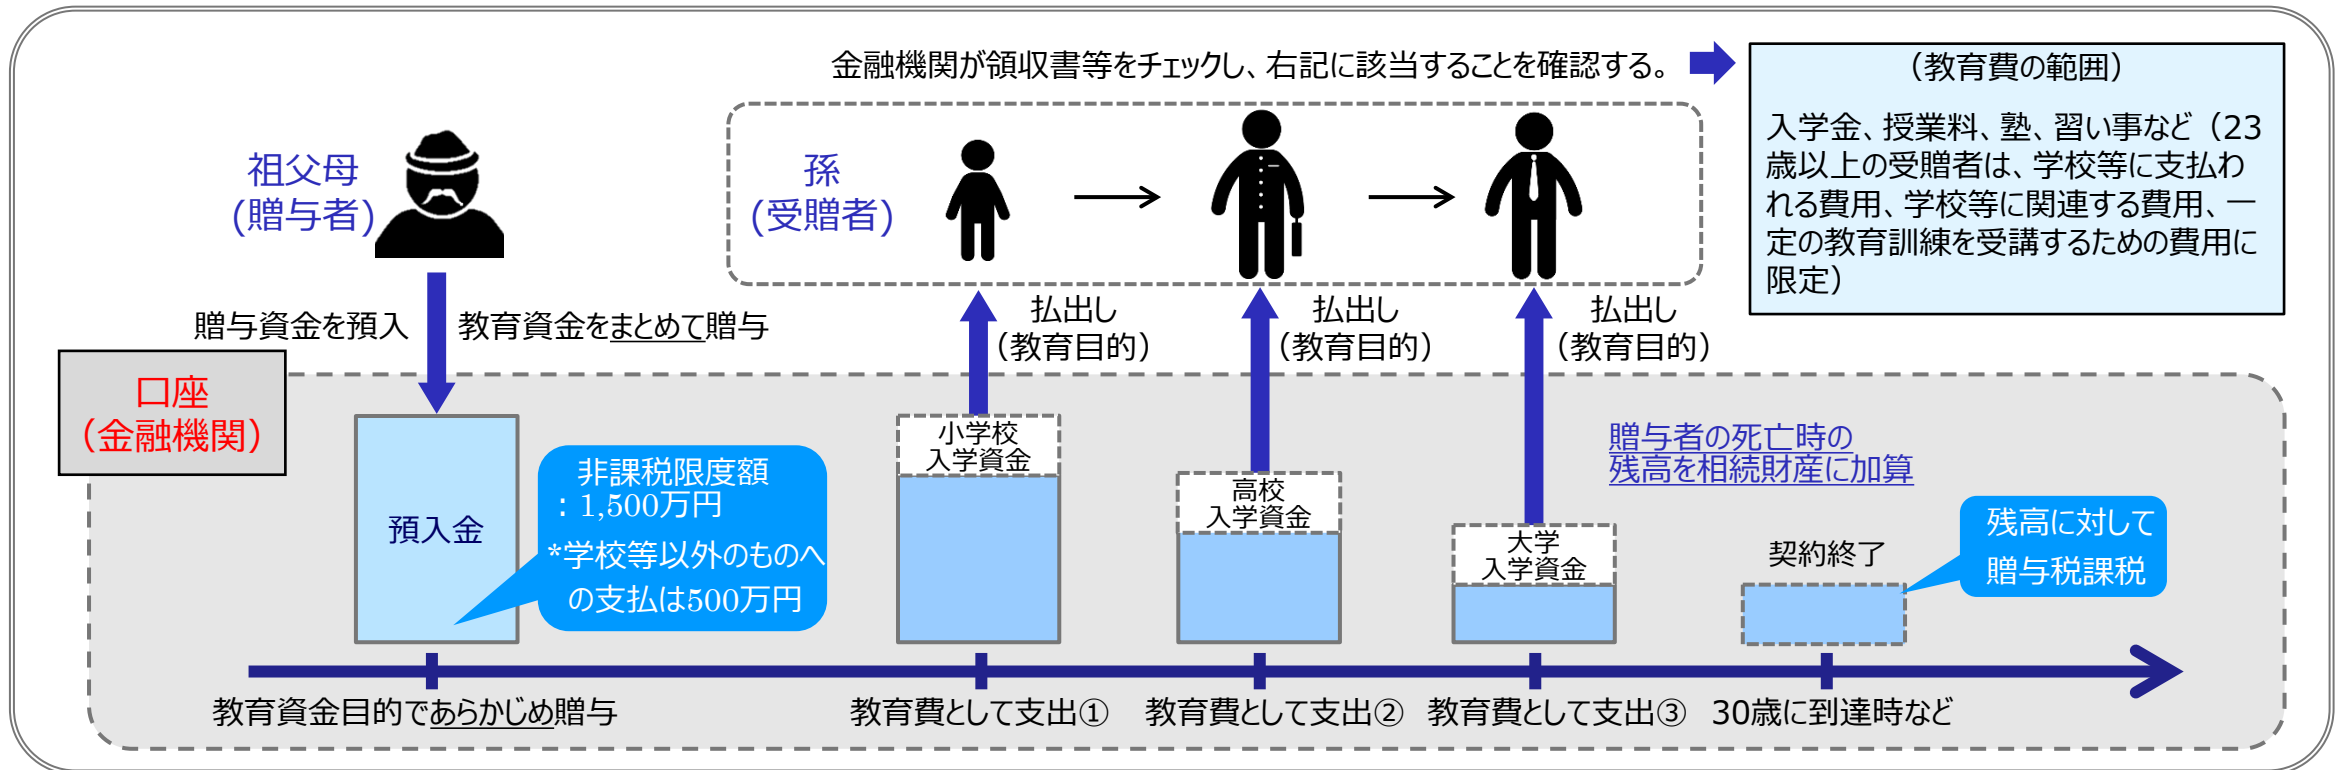 金融機関が領収書等をチェックし、右記に該当することを確認する。
（教育費の範囲）
入学金、授業料、塾、習い事など（23
歳以上の受贈者は、学校等に支払わ
れる費用、学校等に関連する費用、一
定の教育訓練を受講するための費用に
限定）
祖父母
(贈与者)
孫
(受贈者)
贈与資金を預入
教育資金をまとめて贈与
払出し
（教育目的）
払出し
（教育目的）
払出し
（教育目的）
口座
（金融機関）
預入金
非課税限度額
：1,500万円
*学校等以外のものへ
の支払は500万円
小学校
入学資金
高校
入学資金
大学
入学資金
贈与者の死亡時の
残高を相続財産に加算
契約終了
残高に対して
贈与税課税
教育資金目的であらかじめ贈与
教育費として支出①
教育費として支出②
教育費として支出③
30歳に到達時など